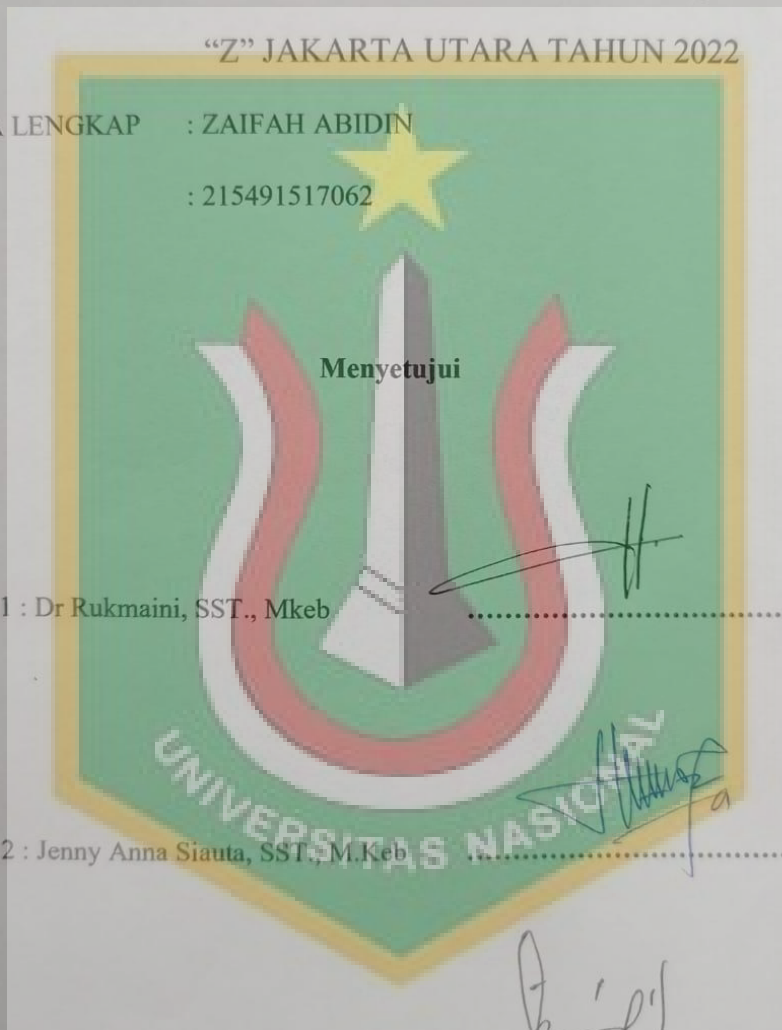 “Z” JAKARTA UTARA TAHUN 2022
LENGKAP : ZAIFAH ABIDIN
: 215491517062
Menyetujui
1 : Dr Rukmaini, SST., Mkeb ........................................
2 : Jenny Anna Siauta, SST., M.Keb ........................................
UNIVERSITAS NASIONAL